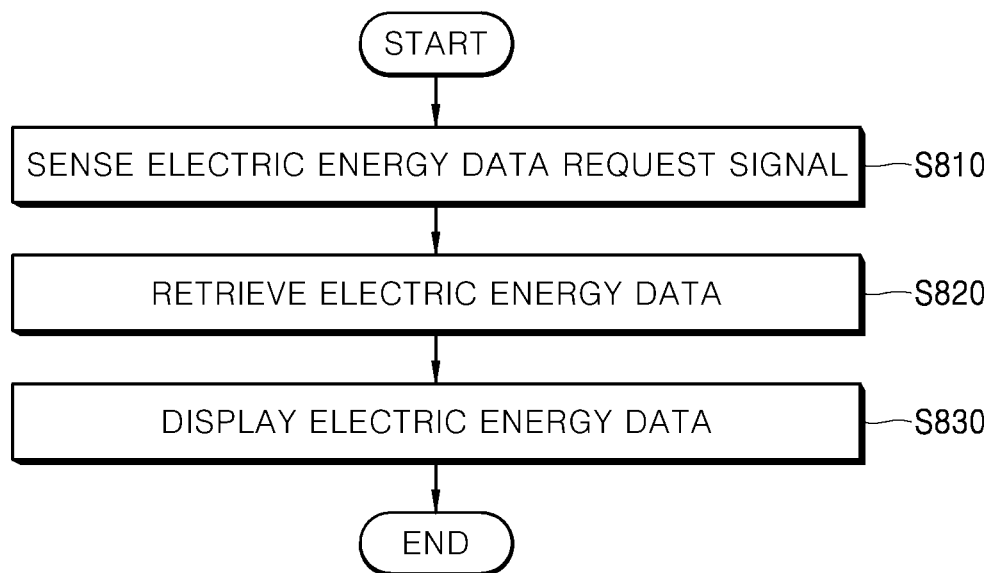 START
SENSE ELECTRIC ENERGY DATA REQUEST SIGNAL
S810
RETRIEVE ELECTRIC ENERGY DATA
S820
DISPLAY ELECTRIC ENERGY DATA
S830
END